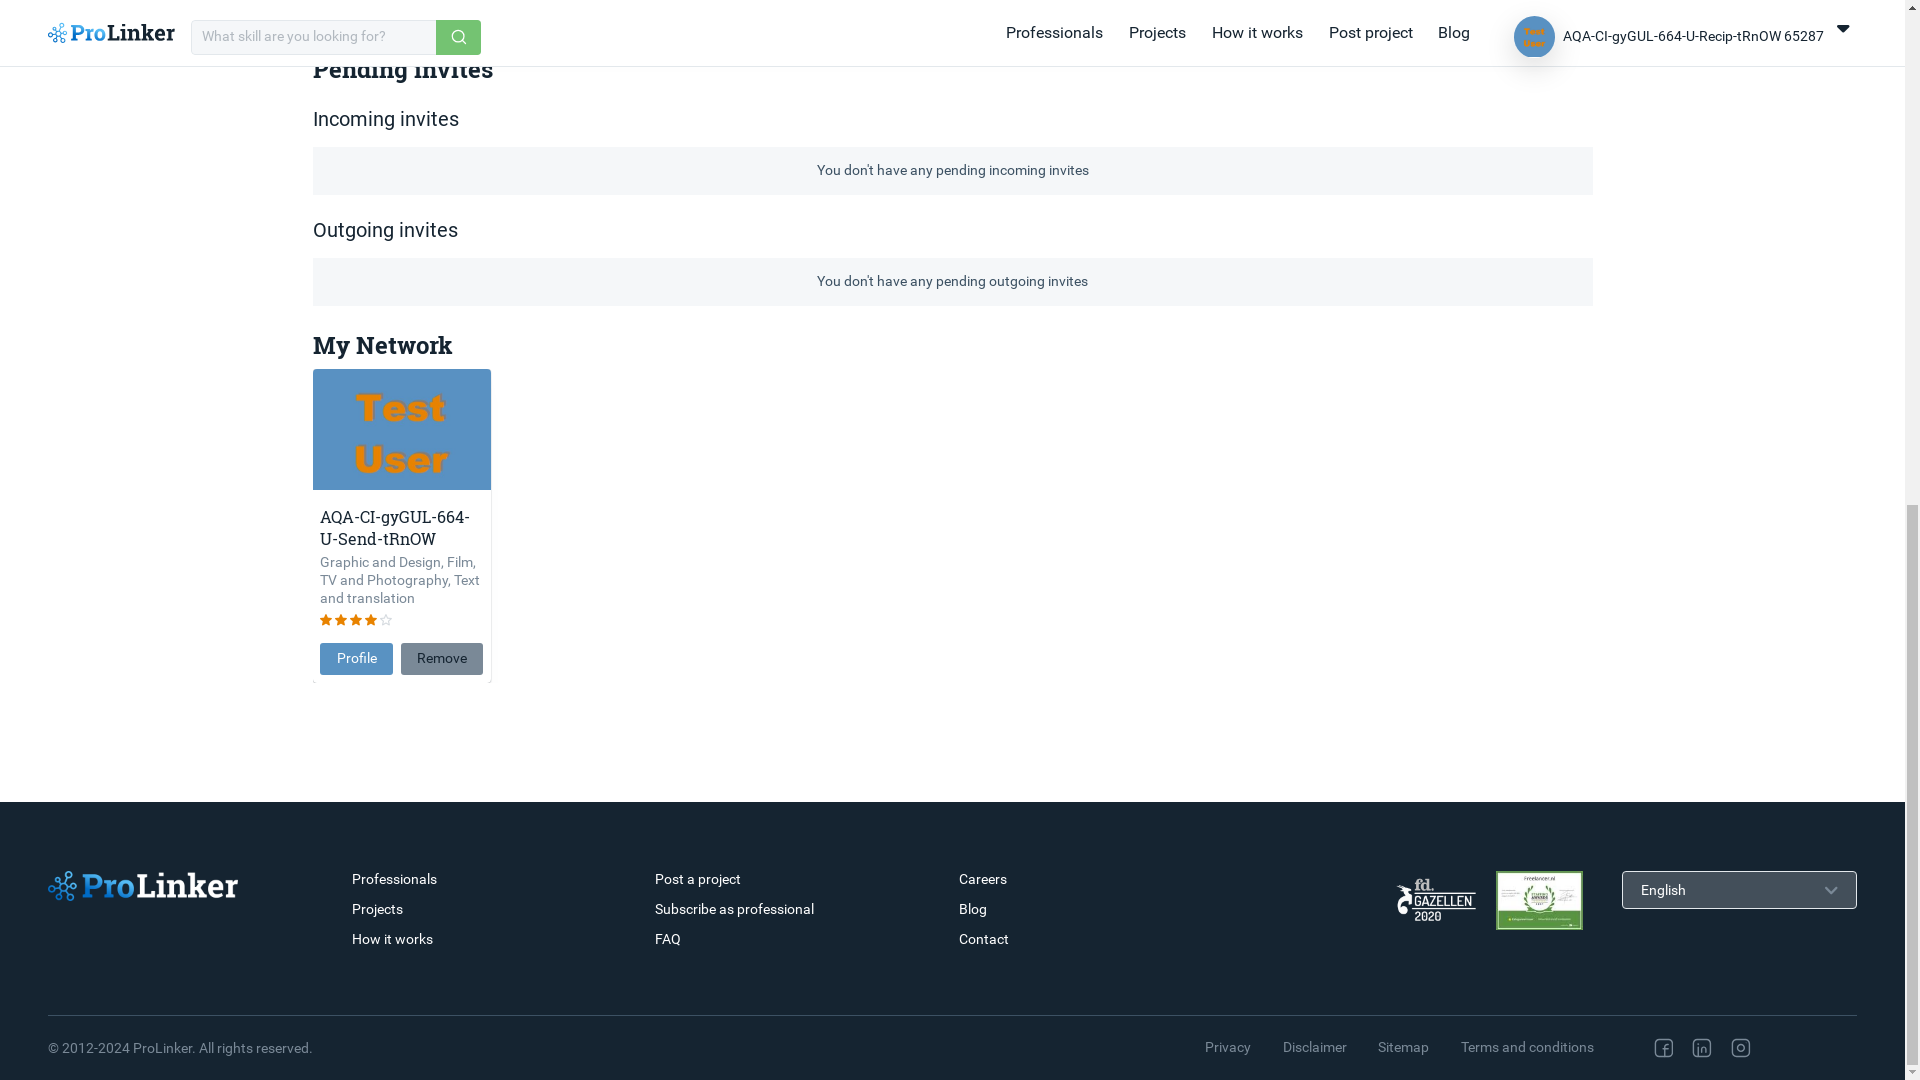 ProLinker
What skill are you looking for?
Professionals
Projects
How it works
Post project
Blog
Test
User
AQA-CI-gyGUL-664-U-Recip-tRnOW 65287
Pending invites
Incoming invites
You don't have any pending incoming invites
Outgoing invites
You don't have any pending outgoing invites
My Network
Test
User
AQA-CI-gyGUL-664-
U-Send-tRnOW
Graphic and Design, Film,
TV and Photography, Text
and translation
Profile
Remove
ProLinker
Professionals
Projects
How it works
Post a project
Subscribe as professional
FAQ
Careers
Blog
Contact
fd.
GAZELLEN
2020
Freelancer.nl
English
© 2012-2024 ProLinker. All rights reserved.
Privacy
Disclaimer
Sitemap
Terms and conditions